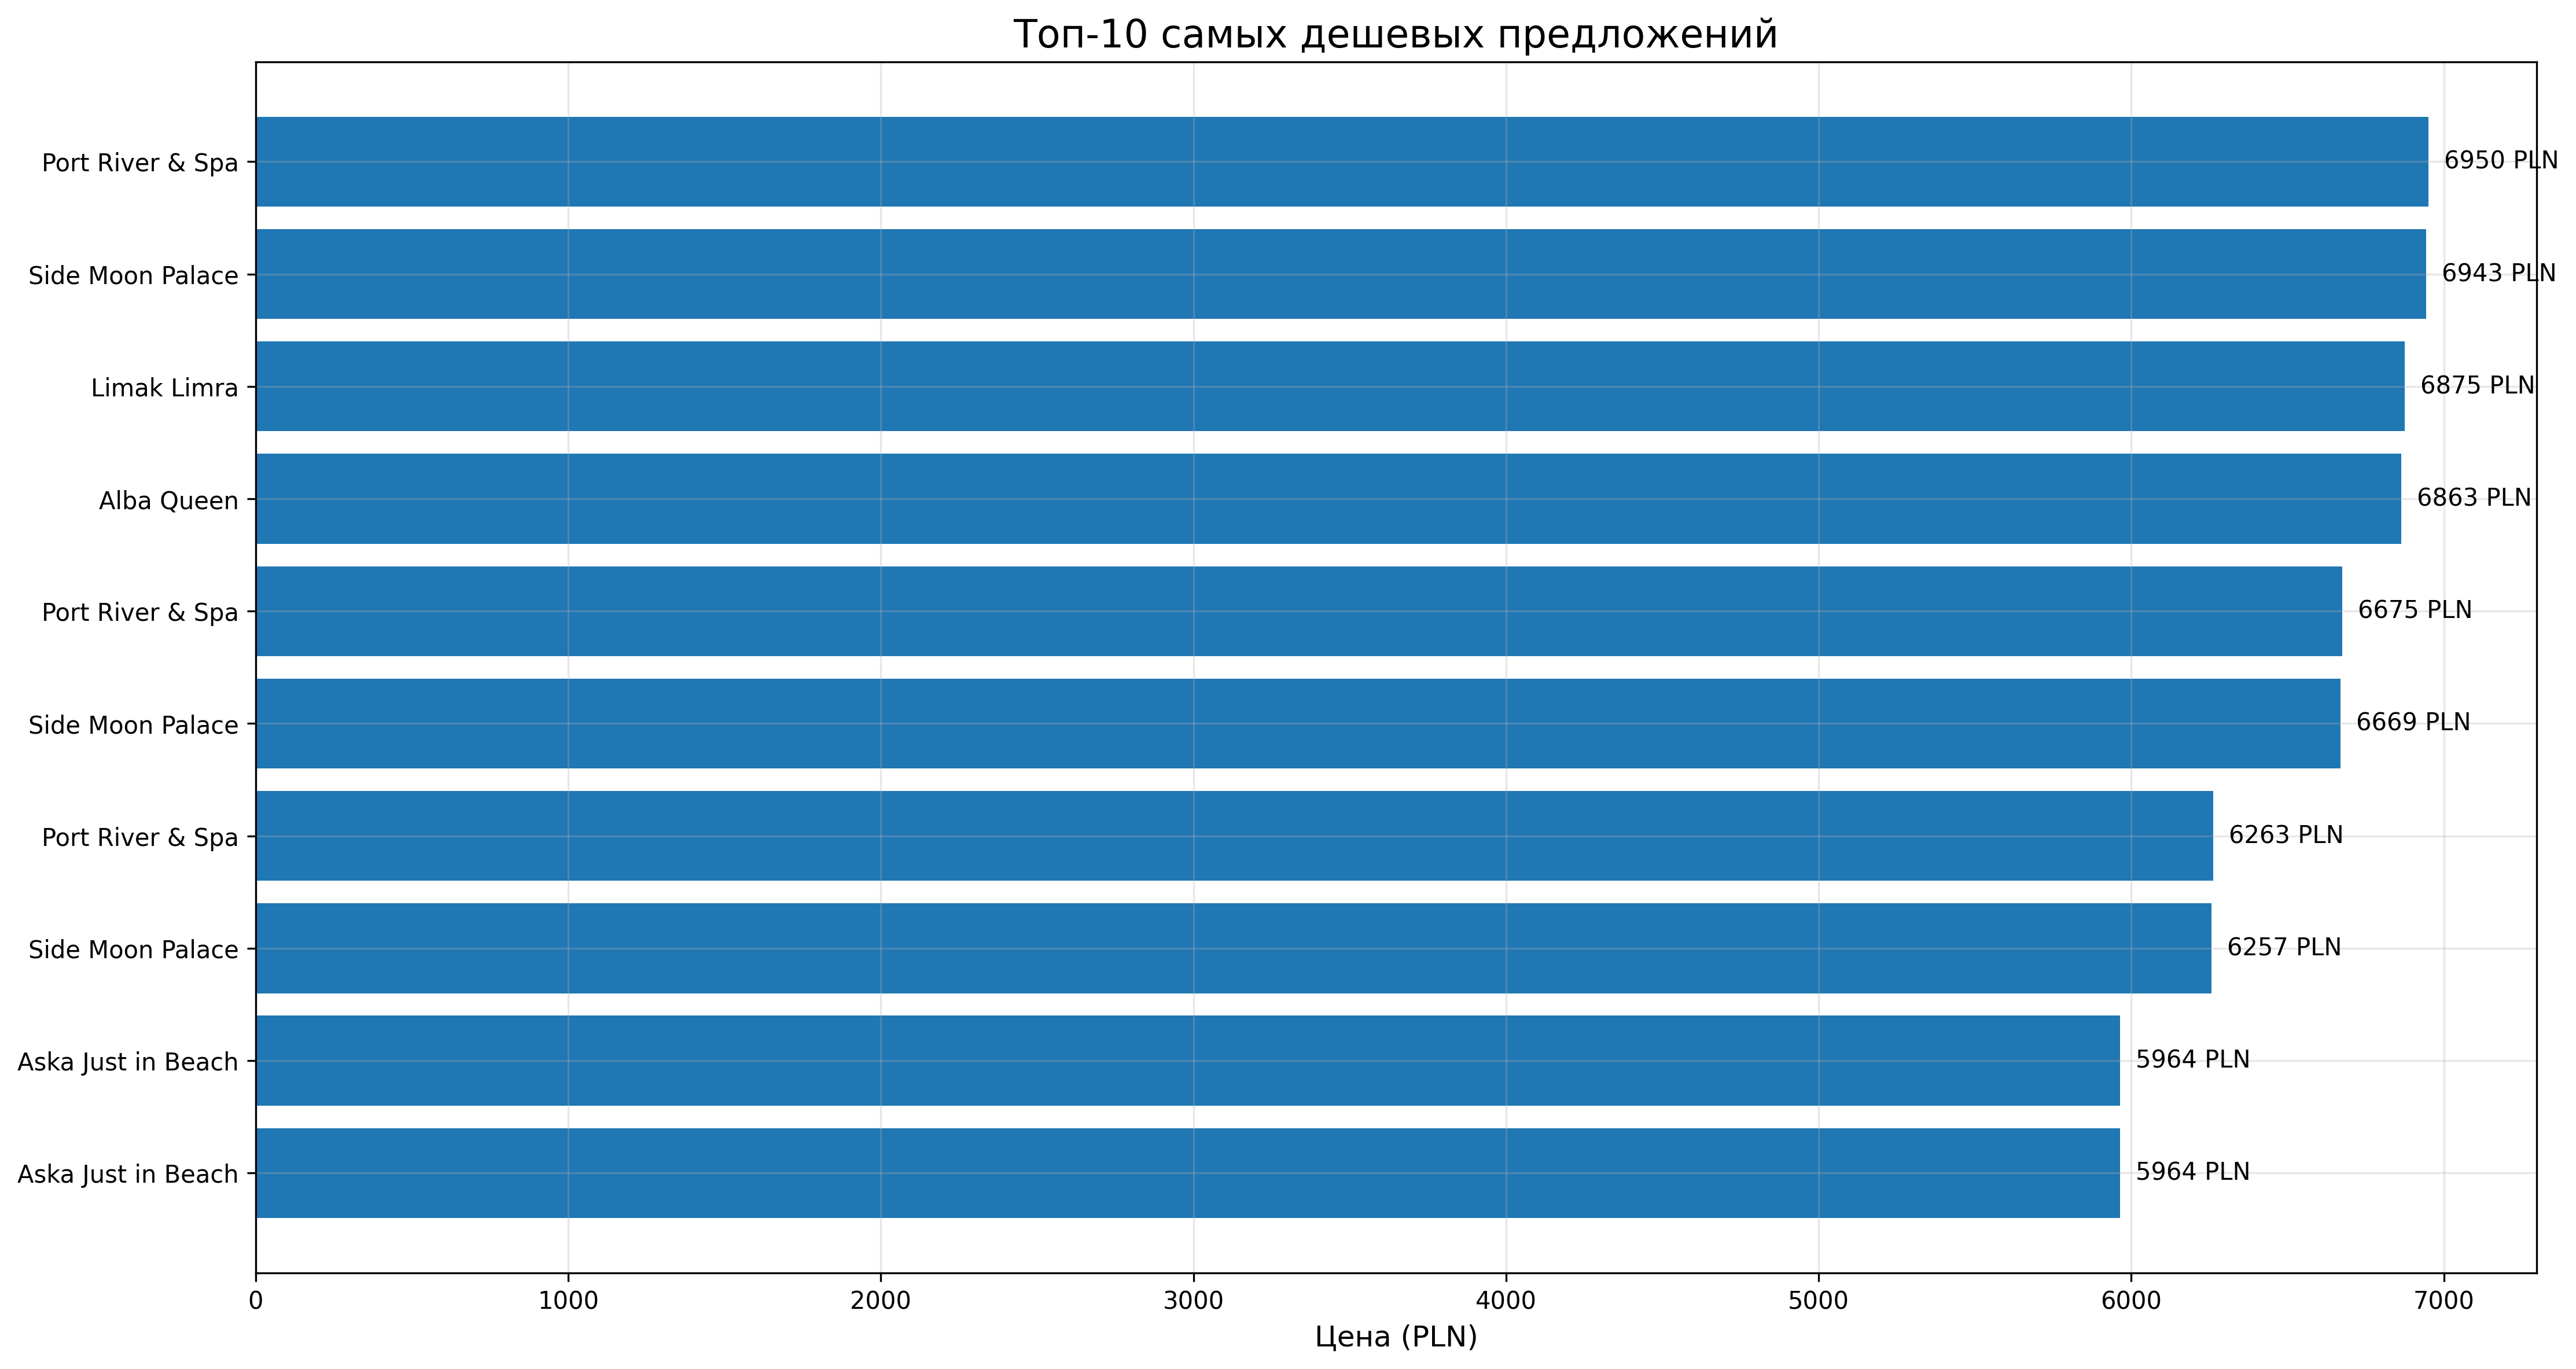 Топ-10 самых дешевых предложений
Port River & Spa 6950 PLN
Side Moon Palace 6943 PLN
Limak Limra 6875 PLN
Alba Queen 6863 PLN
Port River & Spa 6675 PLN
Side Moon Palace 6669 PLN
Port River & Spa 6263 PLN
Side Moon Palace 6257 PLN
Aska Just in Beach 5964 PLN
Aska Just in Beach 5964 PLN
0 1000 2000 3000 4000 5000 6000 7000
Цена (PLN)